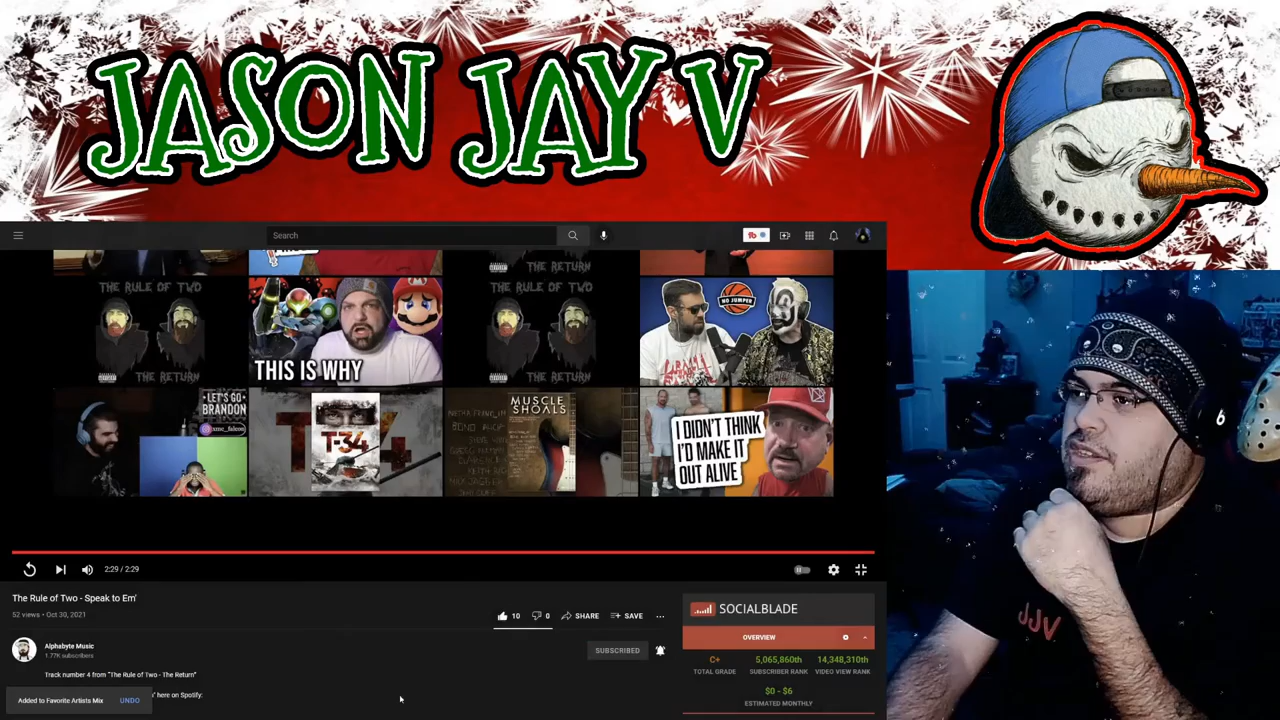 JASON JAY V
Search
THE RETURN
THE RULE OF TWO
THE RETURN
THIS IS WHY
THE RULE OF TWO
THE RETURN
NO JUMPER
LET'S GO
BRANDON
T-34
MUSCLE
SHOALS
I DIDN'T THINK
I'D MAKE IT
OUT ALIVE
6
2:29 / 2:29
The Rule of Two - Speak to Em'
52 views • Oct 30, 2021
10
0
SHARE
SAVE
Alphabyte Music
1.77K subscribers
SUBSCRIBED
Track number 4 from "The Rule of Two - The Return"
here on Spotify.
Added to Favorite Artists Mix
UNDO
SOCIALBLADE
OVERVIEW
C+
5,065,860th
14,348,310th
TOTAL GRADE
SUBSCRIBER RANK
VIDEO VIEW RANK
$0 - $6
ESTIMATED MONTHLY
JJV